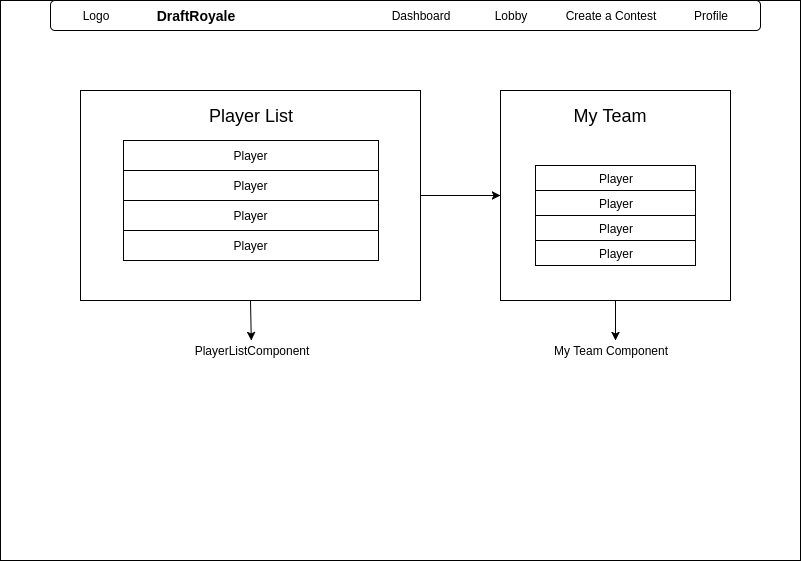 Logo
DraftRoyale
Dashboard
Lobby
Create a Contest
Profile
Player List
Player
Player
Player
Player
My Team
Player
Player
Player
Player
PlayerListComponent
My Team Component